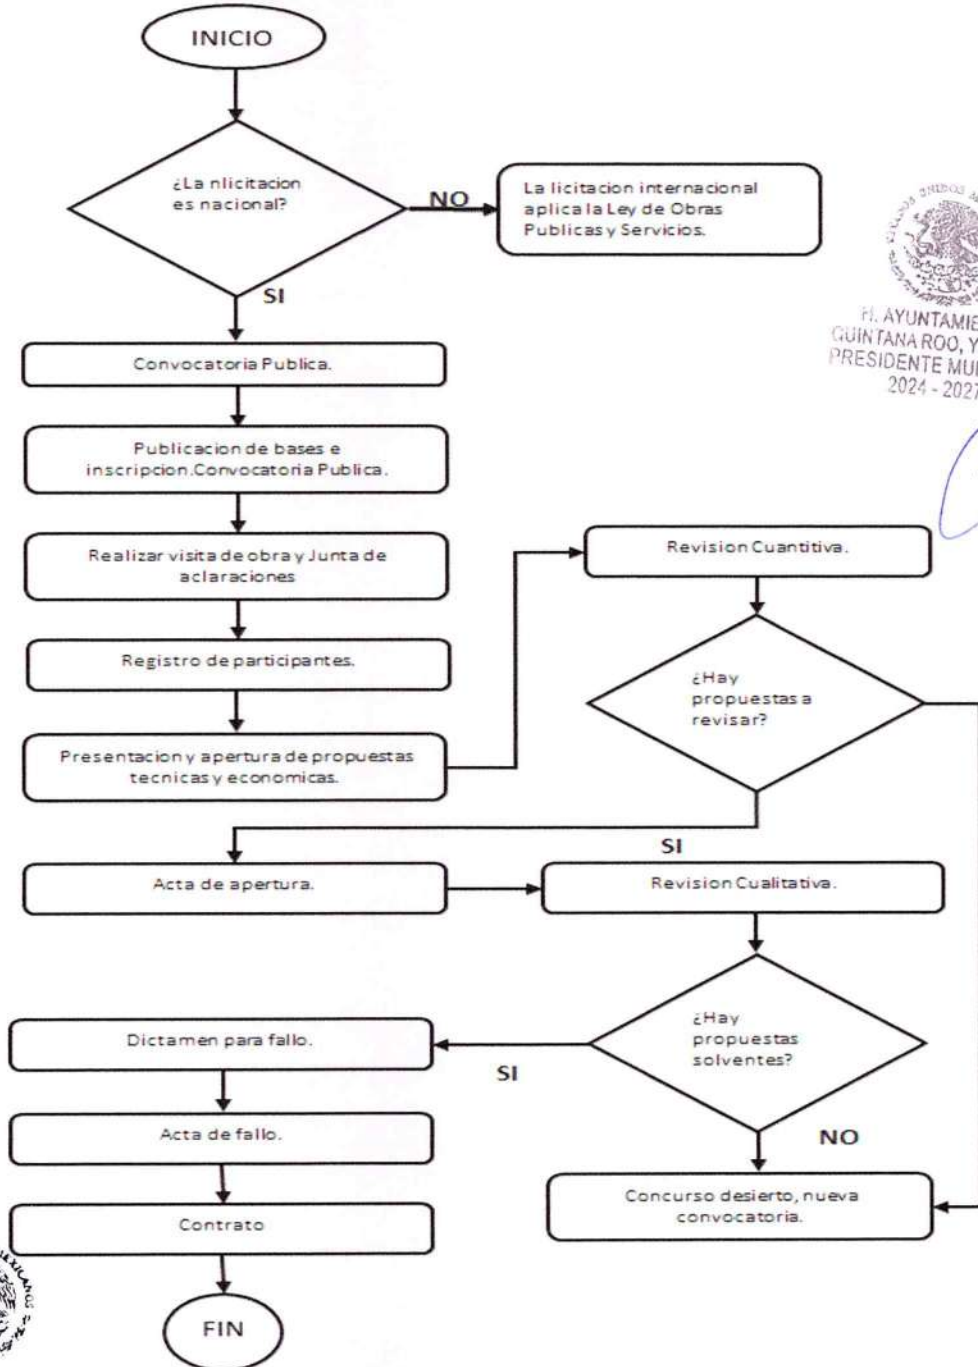 INICIO
¿La nlicitacion
es nacional?
NO
La licitacion internacional
aplica la Ley de Obras
Publicas y Servicios.
SI
UNIDOS
H. AYUNTAMIE
QUINTANA ROO, Y
PRESIDENTE MU
2024 - 2027
Convocatoria Publica.
Publicacion de bases e
inscripcion.Convocatoria Publica.
Realizar visita de obra y Junta de
aclaraciones
Registro de participantes.
Presentacion y apertura de propuestas
tecnicas y economicas.
Revision Cuantitiva.
¿Hay
propuestas a
revisar?
SI
Acta de apertura.
Revision Cualitativa.
¿Hay
propuestas
solventes?
SI
NO
Dictamen para fallo.
Acta de fallo.
Contrato
Concurso desierto, nueva
convocatoria.
FIN
MEXICANOS